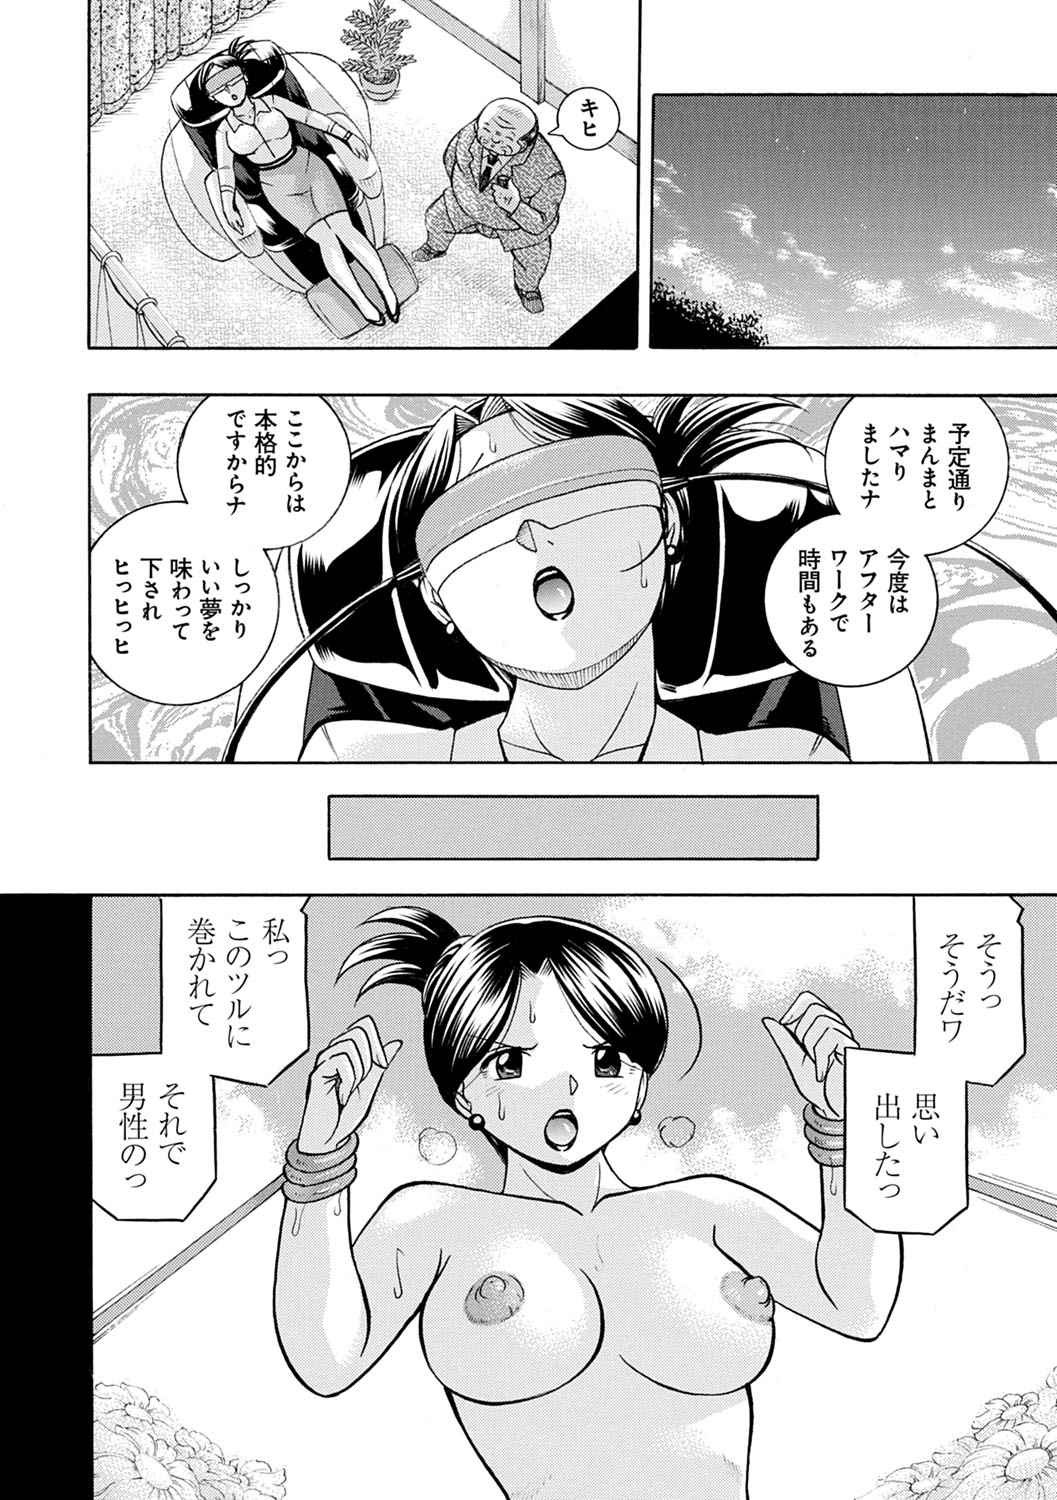 キヒ
予定通り
まんまと
ハマり
ましたナ
今度は
アフター
ワークで
時間もある
ここからは
本格的
ですからナ
しっかり
いい夢を
味わって
下され
ヒっヒっヒ
そうっ
そうだワ
思い
出したっ
私っ
このツルに
巻かれて
それで
男性のっ